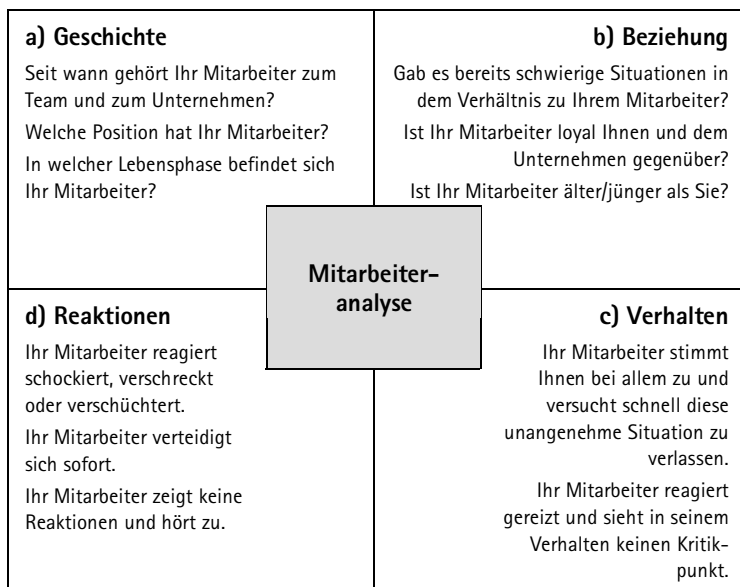 a) Geschichte
Seit wann gehört Ihr Mitarbeiter zum
Team und zum Unternehmen?
Welche Position hat Ihr Mitarbeiter?
In welcher Lebensphase befindet sich
Ihr Mitarbeiter?
b) Beziehung
Gab es bereits schwierige Situationen in
dem Verhältnis zu Ihrem Mitarbeiter?
Ist Ihr Mitarbeiter loyal Ihnen und dem
Unternehmen gegenüber?
Ist Ihr Mitarbeiter älter/jünger als Sie?
Mitarbeiter-
analyse
d) Reaktionen
Ihr Mitarbeiter reagiert
schockiert, verschreckt
oder verschüchtert.
Ihr Mitarbeiter verteidigt
sich sofort.
Ihr Mitarbeiter zeigt keine
Reaktionen und hört zu.
c) Verhalten
Ihr Mitarbeiter stimmt
Ihnen bei allem zu und
versucht schnell diese
unangenehme Situation zu
verlassen.
Ihr Mitarbeiter reagiert
gereizt und sieht in seinem
Verhalten keinen Kritik-
punkt.